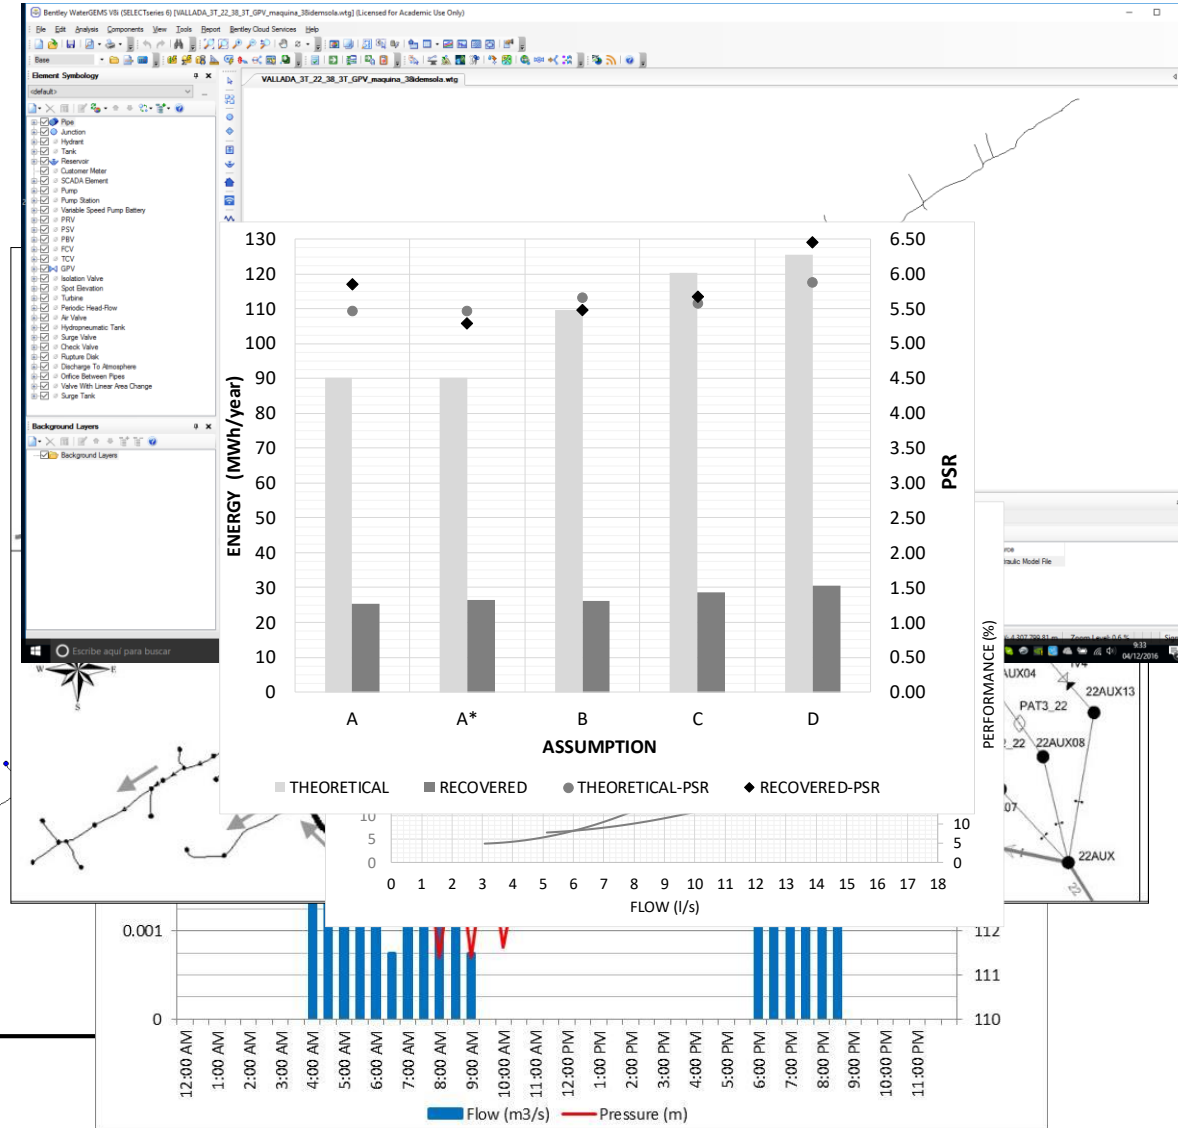 Bentley WaterGEMS V8i (SELECTseries 6) [VALLADA_3T_22_38_3T_GPV_maquina_38idemsola.wtg] (Licensed for Academic Use Only)
File Edit Analysis Components View Tools Report Bentley Cloud Services Help
Base
Element Symbology
VALLADA_3T_22_38_3T_GPV_maquina_38idemsola.wtg
<default>
Pipe
Junction
Hydrant
Tank
Reservoir
Customer Meter
SCADA Element
Pump
Pump Station
Variable Speed Pump Battery
PRV
PSV
PBV
FCV
TCV
GPV
Isolation Valve
Spot Elevation
Turbine
Periodic Head-Flow
Air Valve
Hydropneumatic Tank
Surge Valve
Check Valve
Rupture Disk
Discharge To Atmosphere
Orifice Between Pipes
Valve With Linear Area Change
Surge Tank
Background Layers
Background Layers
Escribe aquí para buscar
9:33
04/12/2016
raulic Model File
130 6.50
120 6.00
110 5.50
100 5.00
90 4.50
80 4.00
70 3.50
60 3.00
50 2.50
40 2.00
30 1.50
20 1.00
10 0.50
0 0.00
ENERGY (MWh/year)
PSR
A A* B C D
ASSUMPTION
THEORETICAL RECOVERED THEORETICAL-PSR RECOVERED-PSR
PERFORMANCE (%)
W E
S
AUX04
22AUX13
PAT3_22
_22 22AUX08
07
22AUX
22
10 10
5 5
0 0
0 1 2 3 4 5 6 7 8 9 10 11 12 13 14 15 16 17 18
FLOW (l/s)
0.001 112
111
0 110
12:00 AM 1:00 AM 2:00 AM 3:00 AM 4:00 AM 5:00 AM 6:00 AM 7:00 AM 8:00 AM 9:00 AM 10:00 AM 11:00 AM 12:00 PM 1:00 PM 2:00 PM 3:00 PM 4:00 PM 5:00 PM 6:00 PM 7:00 PM 8:00 PM 9:00 PM 10:00 PM 11:00 PM
Flow (m3/s) Pressure (m)